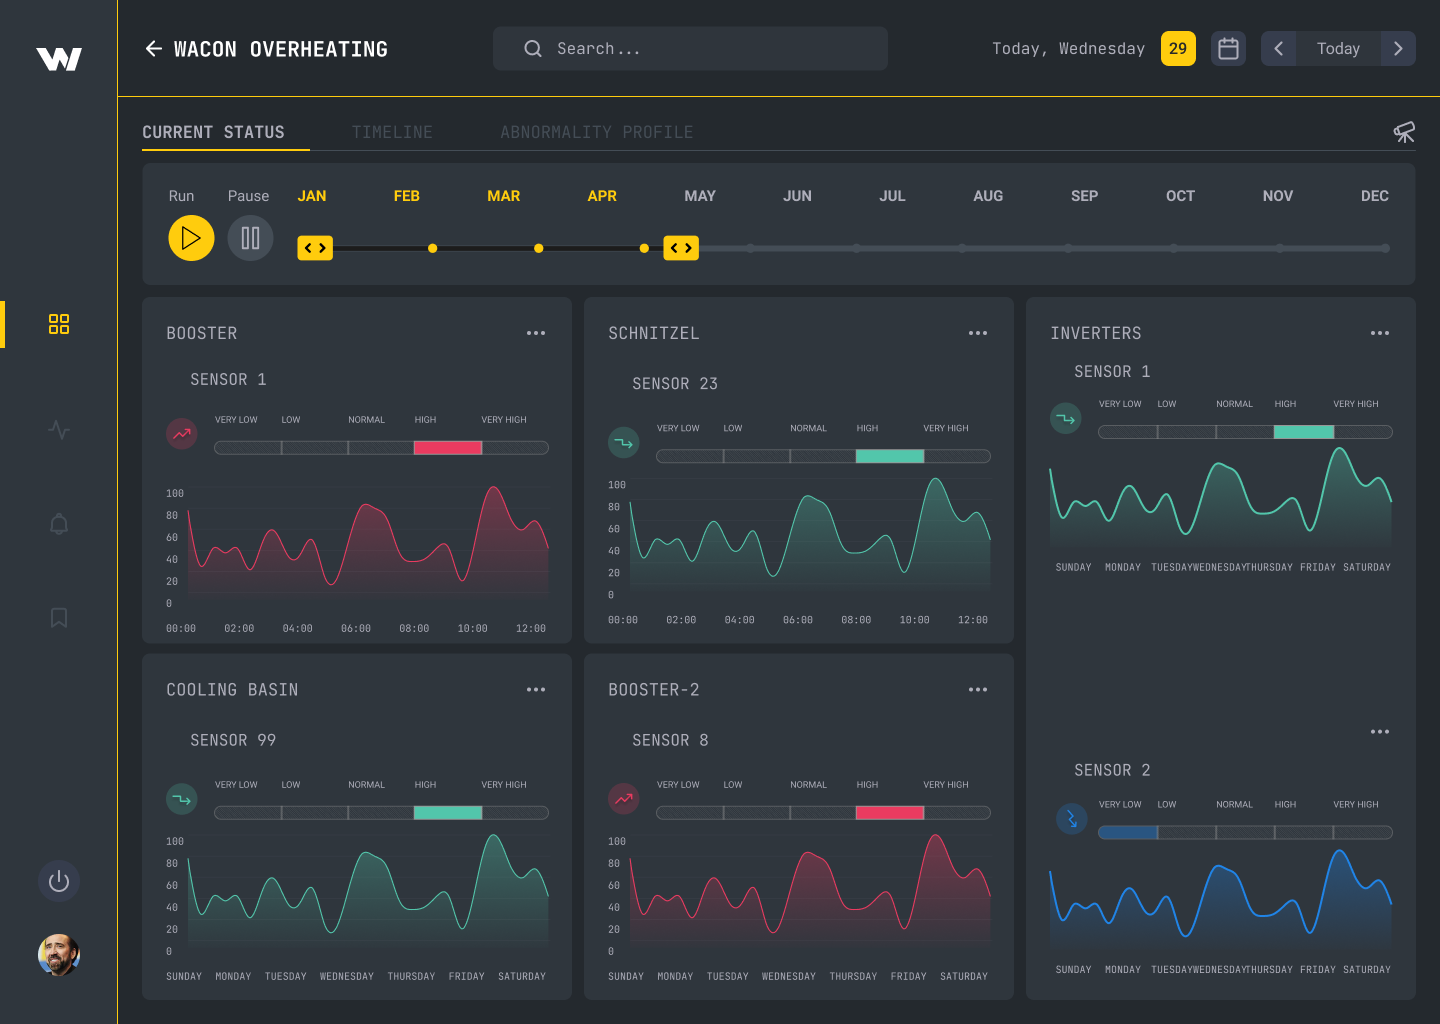 W
WACON OVERHEATING
Search...
Today, Wednesday 29 Today
CURRENT STATUS TIMELINE ABNORMALITY PROFILE
Run Pause JAN FEB MAR APR MAY JUN JUL AUG SEP OCT NOV DEC
BOOSTER
SENSOR 1
VERY LOW LOW NORMAL HIGH VERY HIGH
100
80
60
40
20
0
00:00 02:00 04:00 06:00 08:00 10:00 12:00
SCHNITZEL
SENSOR 23
VERY LOW LOW NORMAL HIGH VERY HIGH
100
80
60
40
20
0
00:00 02:00 04:00 06:00 08:00 10:00 12:00
INVERTERS
SENSOR 1
VERY LOW LOW NORMAL HIGH VERY HIGH
SUNDAY MONDAY TUESDAY WEDNESDAY THURSDAY FRIDAY SATURDAY
COOLING BASIN
SENSOR 99
VERY LOW LOW NORMAL HIGH VERY HIGH
100
80
60
40
20
0
SUNDAY MONDAY TUESDAY WEDNESDAY THURSDAY FRIDAY SATURDAY
BOOSTER-2
SENSOR 8
VERY LOW LOW NORMAL HIGH VERY HIGH
100
80
60
40
20
0
SUNDAY MONDAY TUESDAY WEDNESDAY THURSDAY FRIDAY SATURDAY
SENSOR 2
VERY LOW LOW NORMAL HIGH VERY HIGH
SUNDAY MONDAY TUESDAY WEDNESDAY THURSDAY FRIDAY SATURDAY